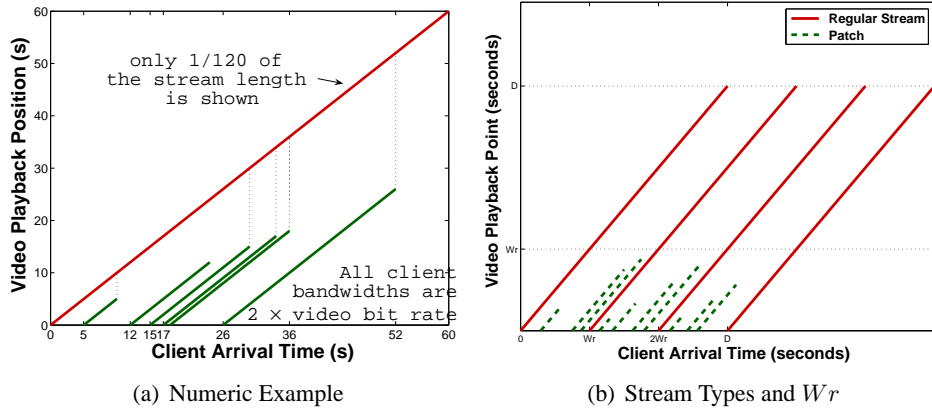 60
50
40
30
20
10
0
Video Playback Position (s)
only 1/120 of
the stream length
is shown
All client
bandwidths are
2 × video bit rate
0 5 12 15 17 26 36 52 60
Client Arrival Time (s)
(a) Numeric Example
Regular Stream
Patch
D
Wr
Video Playback Point (seconds)
0 Wr 2Wr D
Client Arrival Time (seconds)
(b) Stream Types and Wr